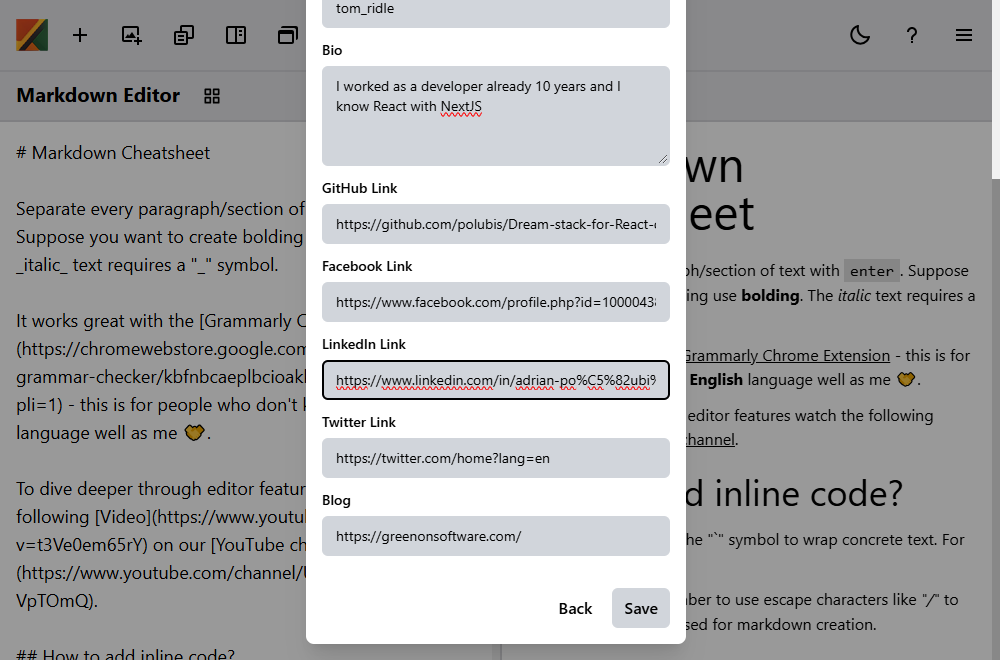 Markdown Editor
# Markdown Cheatsheet
Separate every paragraph/section of
Suppose you want to create bolding
_italic_ text requires a "_" symbol.
It works great with the [Grammarly C
(https://chromewebstore.google.com
grammar-checker/kbfnbcaeplbcioakl
pli=1) - this is for people who don't
language well as me 🤝.
To dive deeper through editor featur
following [Video](https://www.youtu
v=t3Ve0em65rY) on our [YouTube ch
(https://www.youtube.com/channel/
VpTOmQ).
## How to add inline code?
tom_ridle
Bio
I worked as a developer already 10 years and I
know React with NextJS
GitHub Link
https://github.com/polubis/Dream-stack-for-React-
Facebook Link
https://www.facebook.com/profile.php?id=1000043
LinkedIn Link
https://www.linkedin.com/in/adrian-po%C5%82ubi%
Twitter Link
https://twitter.com/home?lang=en
Blog
https://greenonsoftware.com/
Back Save
?
wn
eet
ph/section of text with enter. Suppose
ing use bolding. The italic text requires a
Grammarly Chrome Extension - this is for
English language well as me 🤝.
editor features watch the following
channel.
d inline code?
he "`" symbol to wrap concrete text. For
ber to use escape characters like "/" to
sed for markdown creation.